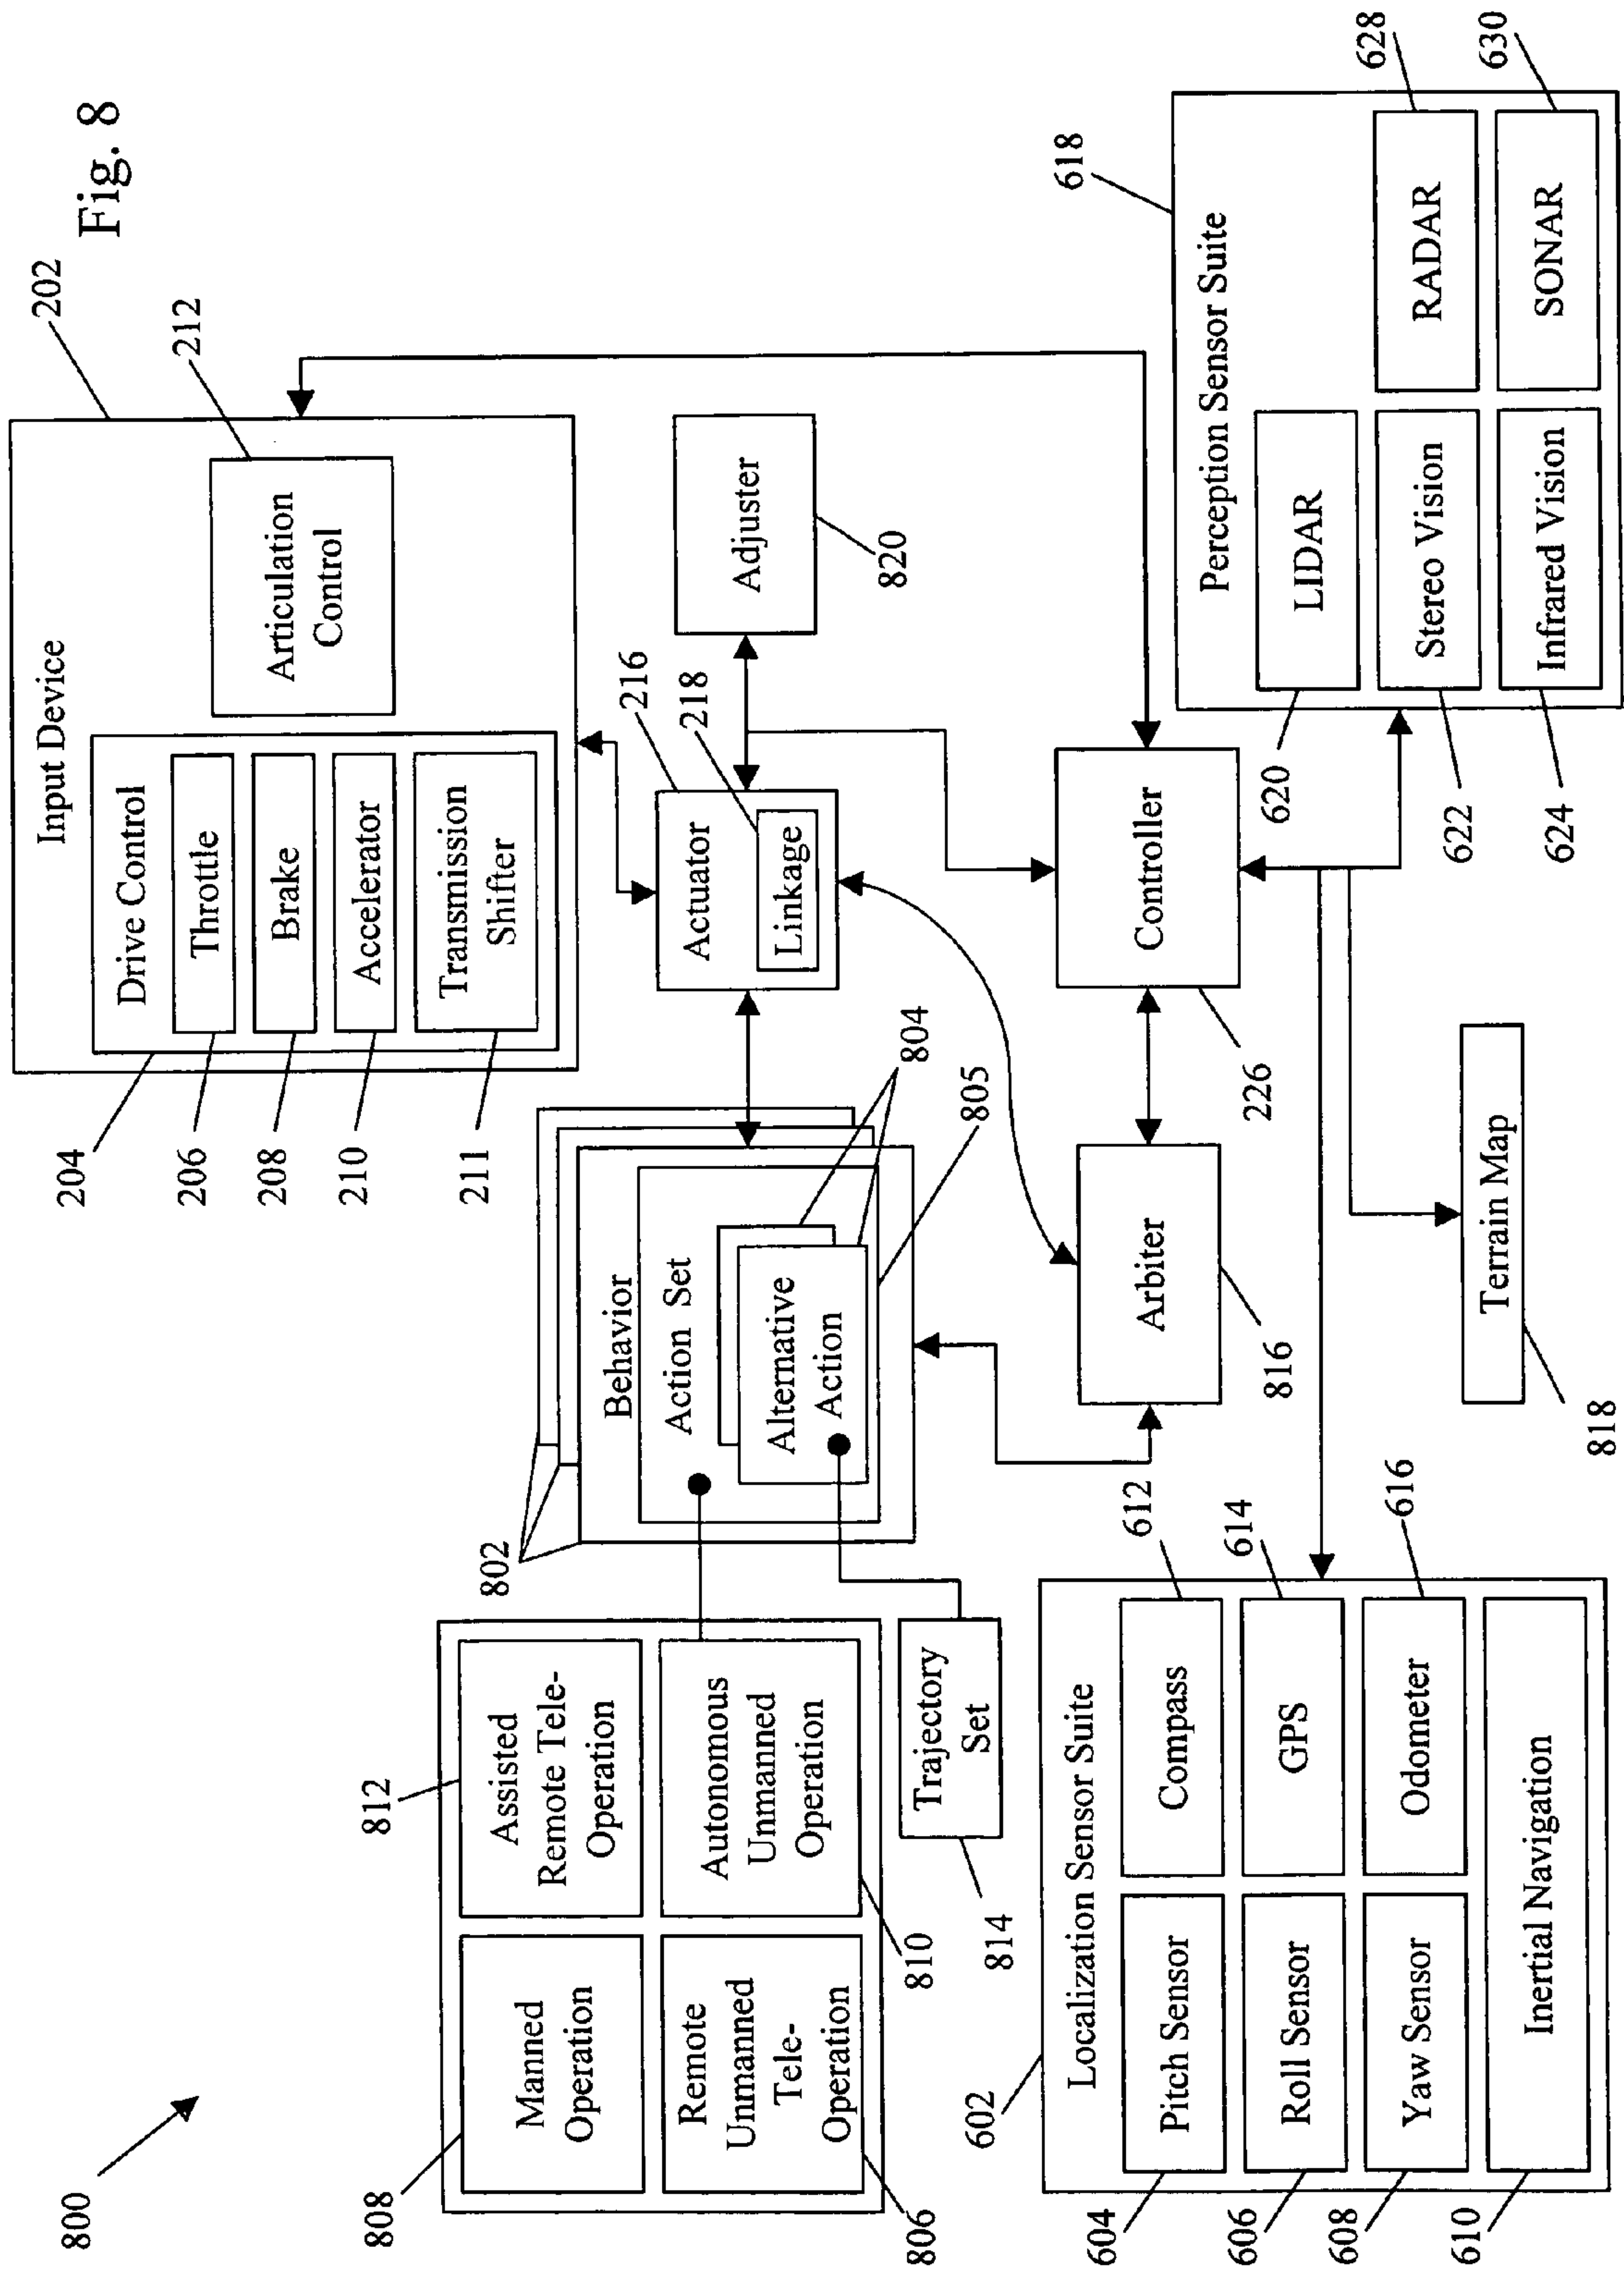 Fig. 8
800
202
Input Device
204
Drive Control
206
Throttle
208
Brake
210
Accelerator
211
Transmission
Shifter
212
Articulation
Control
808
Manned
Operation
812
Assisted
Remote Tele-
Operation
806
Remote
Unmanned
Tele-
Operation
810
Autonomous
Unmanned
Operation
802
Behavior
Action Set
Alternative
Action
804
805
216
Actuator
218
Linkage
Adjuster
820
814
Trajectory
Set
816
Arbiter
226
Controller
602
Localization Sensor Suite
604
Pitch Sensor
606
Roll Sensor
608
Yaw Sensor
610
Inertial Navigation
612
Compass
614
GPS
616
Odometer
818
Terrain Map
618
Perception Sensor Suite
620
LIDAR
622
Stereo Vision
624
Infrared Vision
628
RADAR
630
SONAR